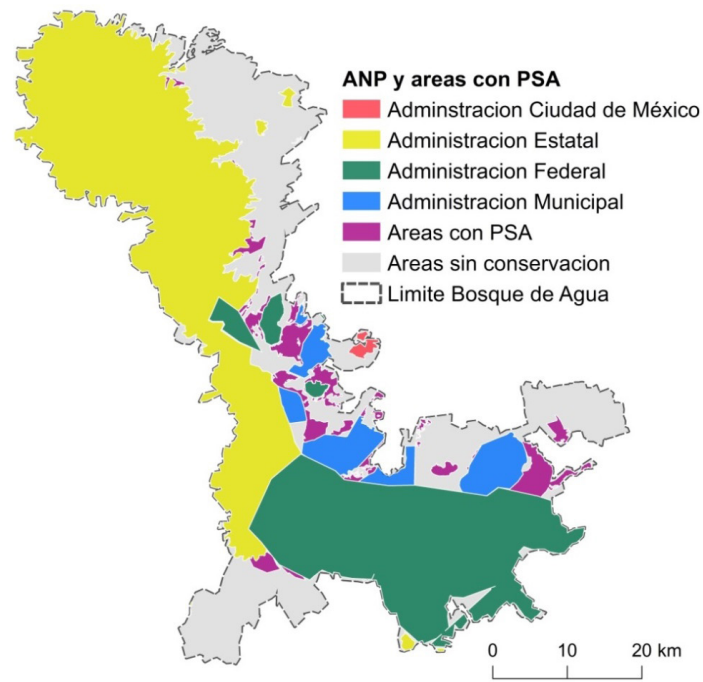 ANP y areas con PSA
Adminstracion Ciudad de México
Administracion Estatal
Administracion Federal
Administracion Municipal
Areas con PSA
Areas sin conservacion
Limite Bosque de Agua
0 10 20 km